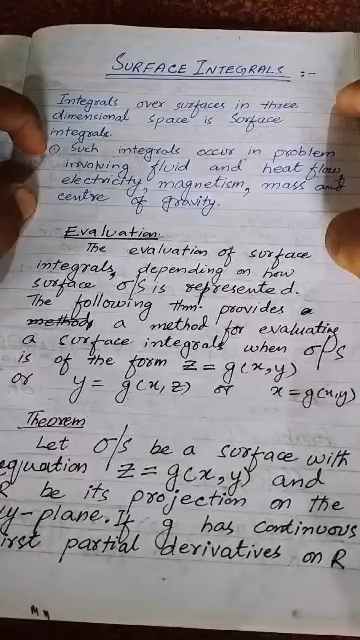 SURFACE INTEGRALS :-
Integrals over surfaces in three
dimensional space is Sorface
integrals.
① Such integrals occur in problem
involving fluid and heat flow,
electricity, magnetism, mass and
centre of gravity.
Evaluation.
The evaluation of surface
integrals, depending on how
surface σ/s is represented.
The following thm: provides a
method a method for evaluating
a surface integrals when σ/s
is of the form z = g(x,y)
or y = g(x,z) or x = g(x,y)
Theorem
Let σ/s be a surface with
equation z = g(x,y) and
R be its projection on the
xy-plane. If g has continuous
first partial derivatives on R